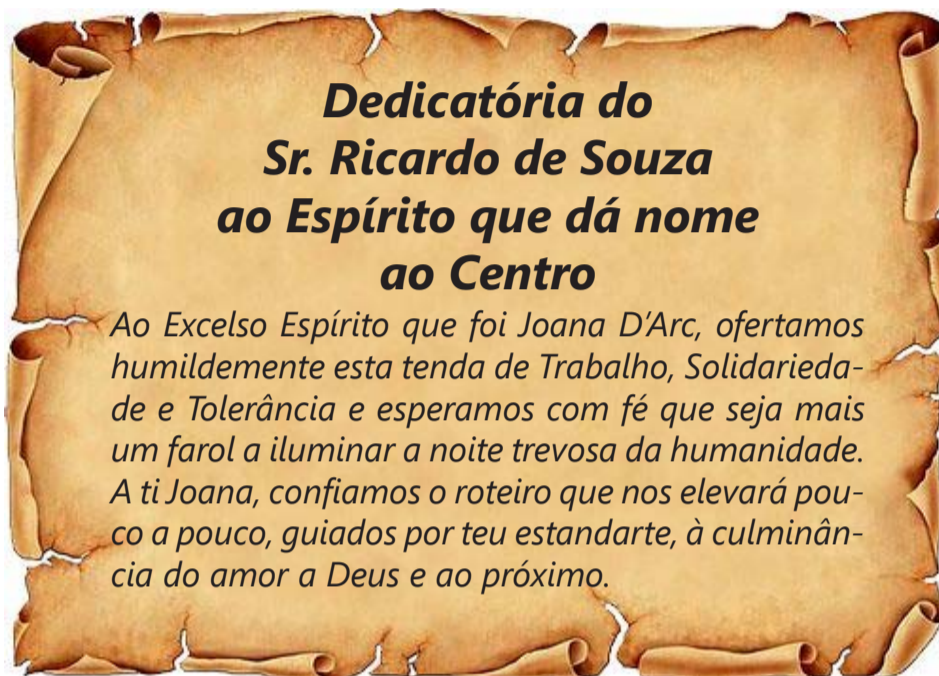 Dedicatória do
Sr. Ricardo de Souza
ao Espírito que dá nome
ao Centro
Ao Excelso Espírito que foi Joana D’Arc, ofertamos
humildemente esta tenda de Trabalho, Solidarieda-
de e Tolerância e esperamos com fé que seja mais
um farol a iluminar a noite trevosa da humanidade.
A ti Joana, confiamos o roteiro que nos elevará pou-
co a pouco, guiados por teu estandarte, à culminân-
cia do amor a Deus e ao próximo.